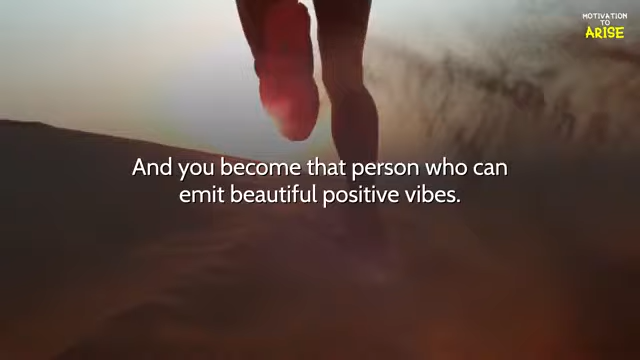 MOTIVATION
TO
ARISE
And you become that person who can
emit beautiful positive vibes.